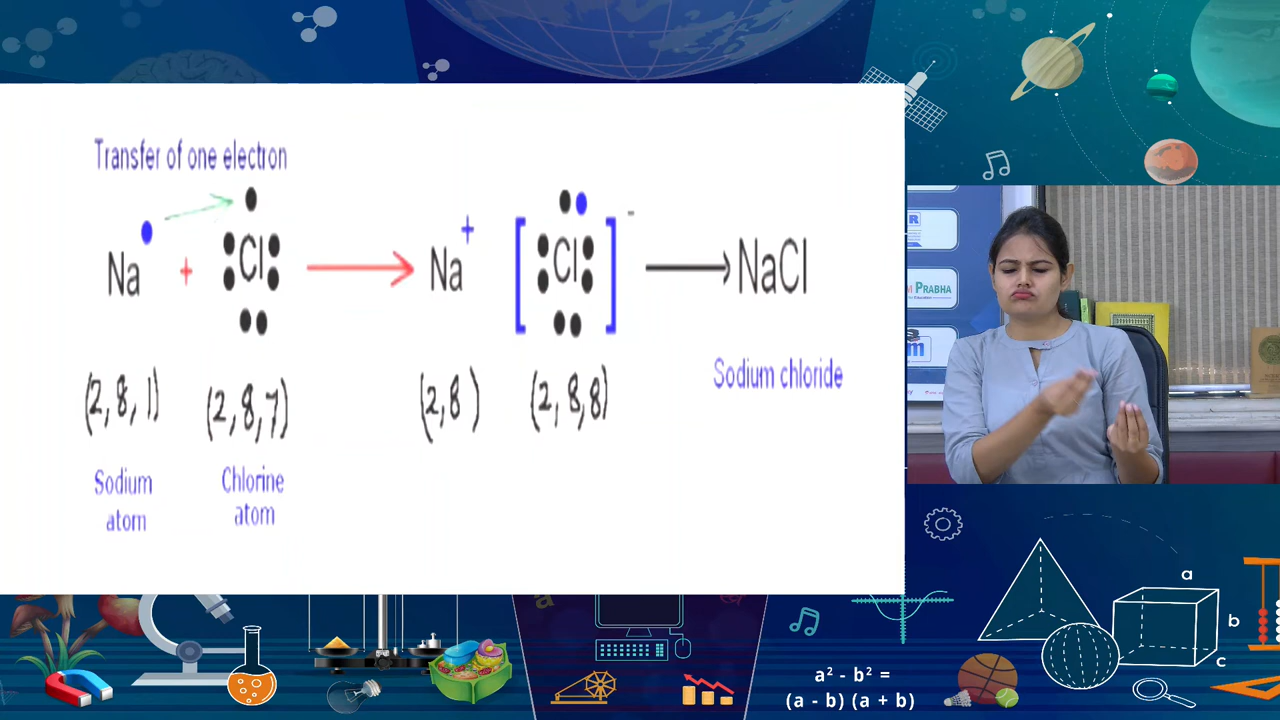 Transfer of one electron
Na + Cl → Na + [ Cl ] - → NaCl
(2,8,1) (2,8,7) (2,8 ) (2,8,8) Sodium chloride
Sodium atom
Chlorine atom
PRABHA
a
b
c
a² - b² =
(a - b) (a + b)